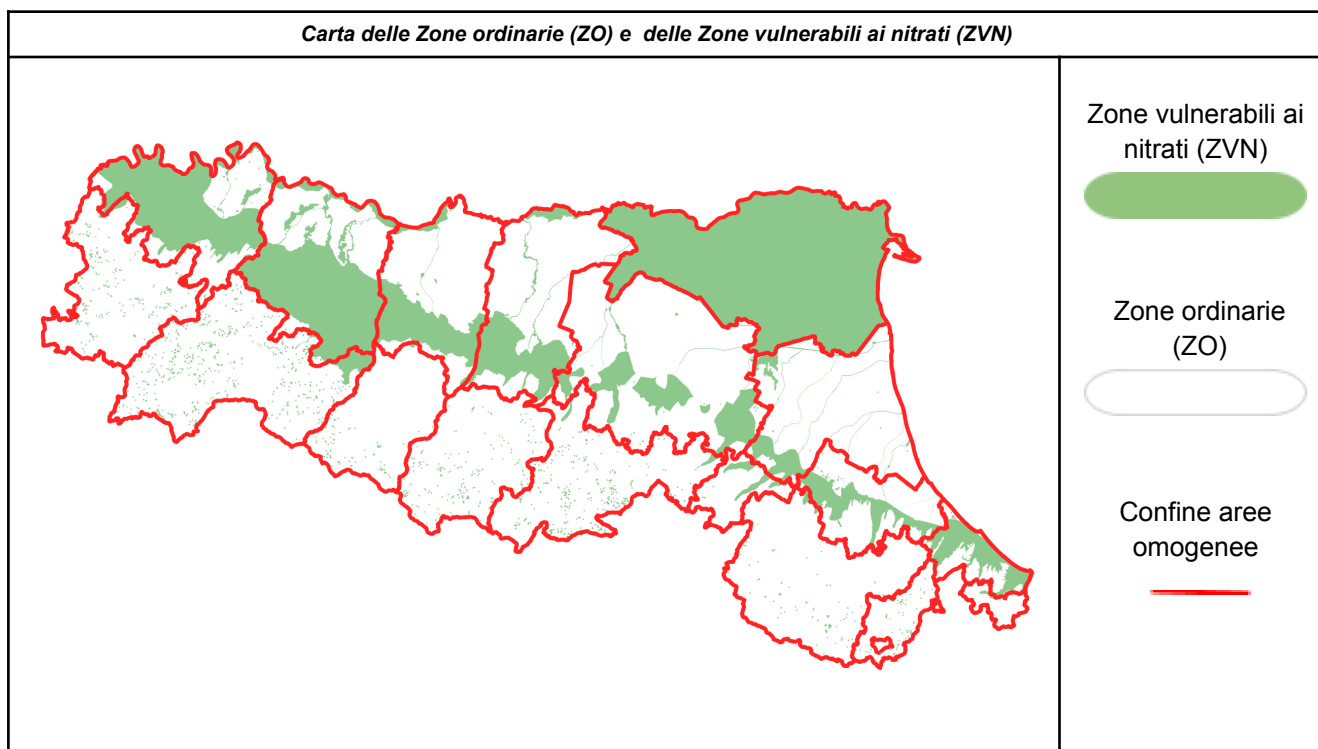 Carta delle Zone ordinarie (ZO) e delle Zone vulnerabili ai nitrati (ZVN)
Zone vulnerabili ai
nitrati (ZVN)
Zone ordinarie
(ZO)
Confine aree
omogenee